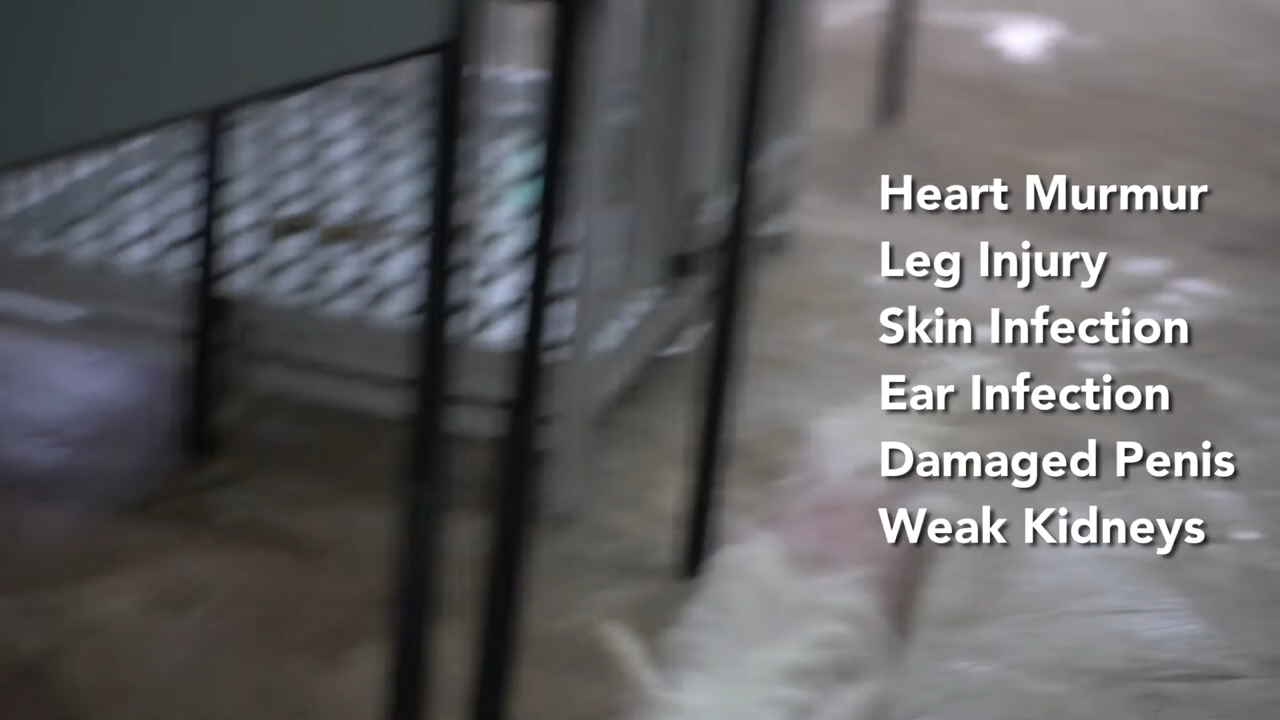 Heart Murmur
Leg Injury
Skin Infection
Ear Infection
Damaged Penis
Weak Kidneys